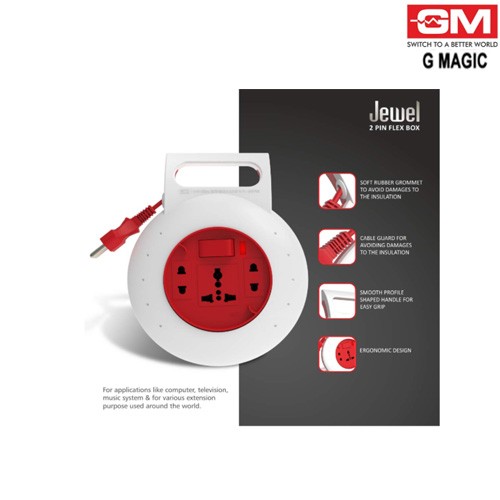 GM
SWITCH TO A BETTER WORLD
G MAGIC
Jewel
2 PIN FLEX BOX
SOFT RUBBER GROMMET
TO AVOID DAMAGES TO
THE INSULATION
CABLE GUARD FOR
AVOIDING DAMAGES
TO THE INSULATION
SMOOTH PROFILE
SHAPED HANDLE FOR
EASY GRIP
ERGONOMIC DESIGN
For applications like computer, television,
music system & for various extension
purpose used around the world.